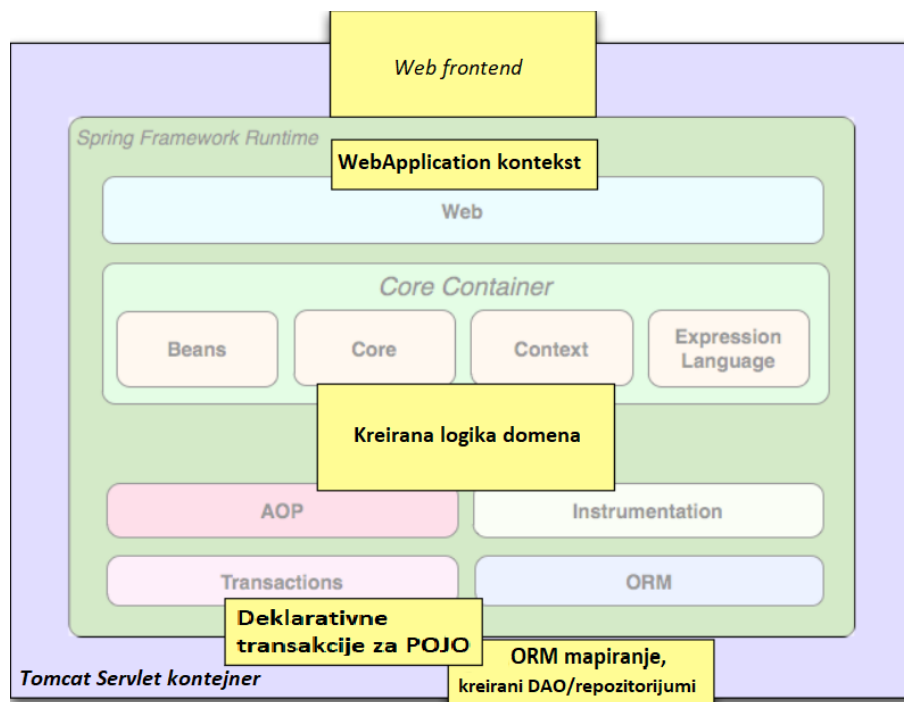 Web frontend
Spring Framework Runtime
WebApplication kontekst
Web
Core Container
Beans
Core
Context
Expression
Language
Kreirana logika domena
AOP
Instrumentation
Transactions
ORM
Deklarativne
transakcije za POJO
ORM mapiranje,
kreirani DAO/repozitorijumi
Tomcat Servlet kontejner